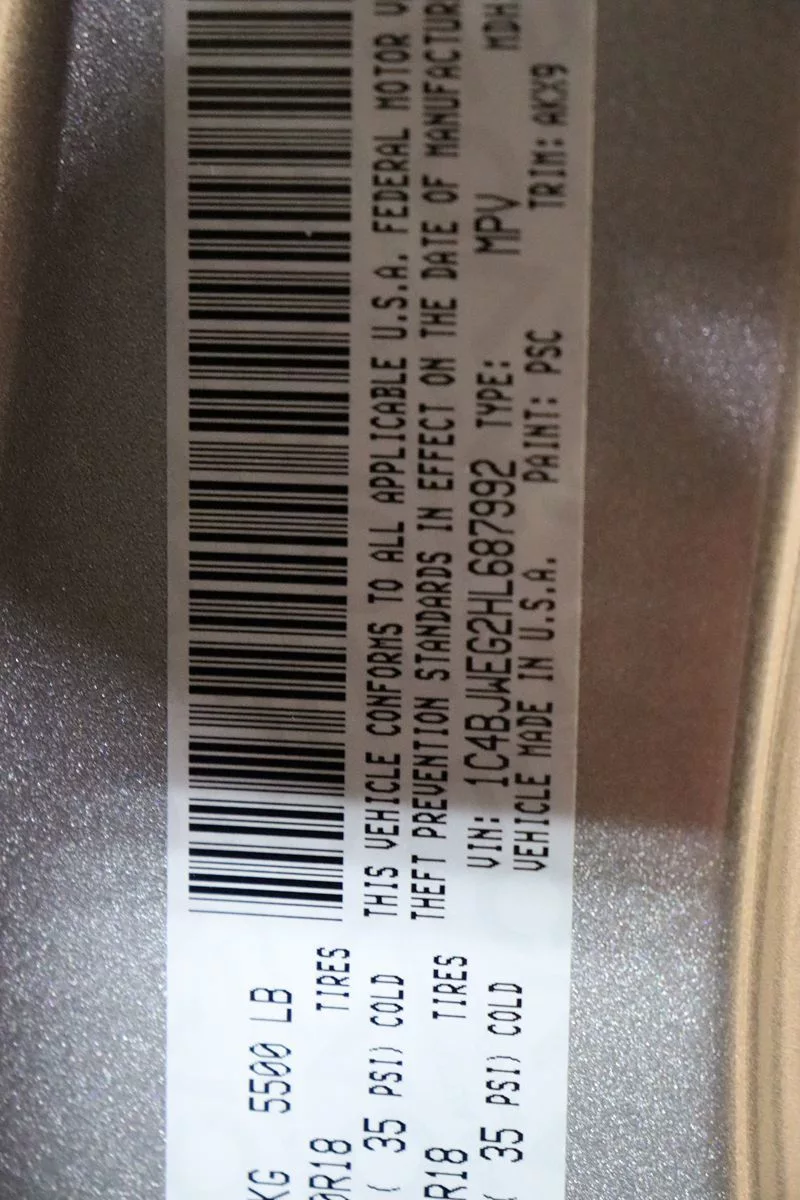 KG 5500 LB
0R18 TIRES
( 35 PSI) COLD
R18 TIRES
( 35 PSI) COLD
THIS VEHICLE CONFORMS TO ALL APPLICABLE U.S.A. FEDERAL MOTOR V
THEFT PREVENTION STANDARDS IN EFFECT ON THE DATE OF MANUFACTUR
VIN: 1C4BJWEG2HL687992 TYPE: MPV MDH
VEHICLE MADE IN U.S.A. PAINT: PSC TRIM: AKX9